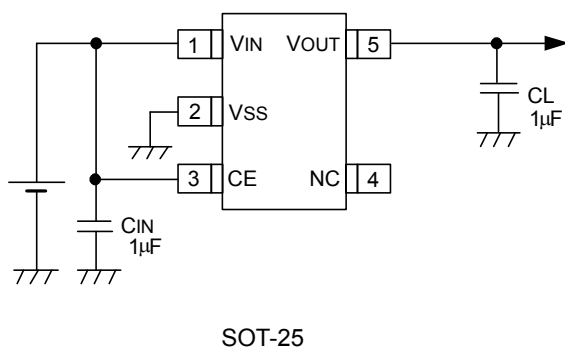 1 VIN VOUT 5
2 VSS
3 CE NC 4
CL
1µF
CIN
1µF
SOT-25